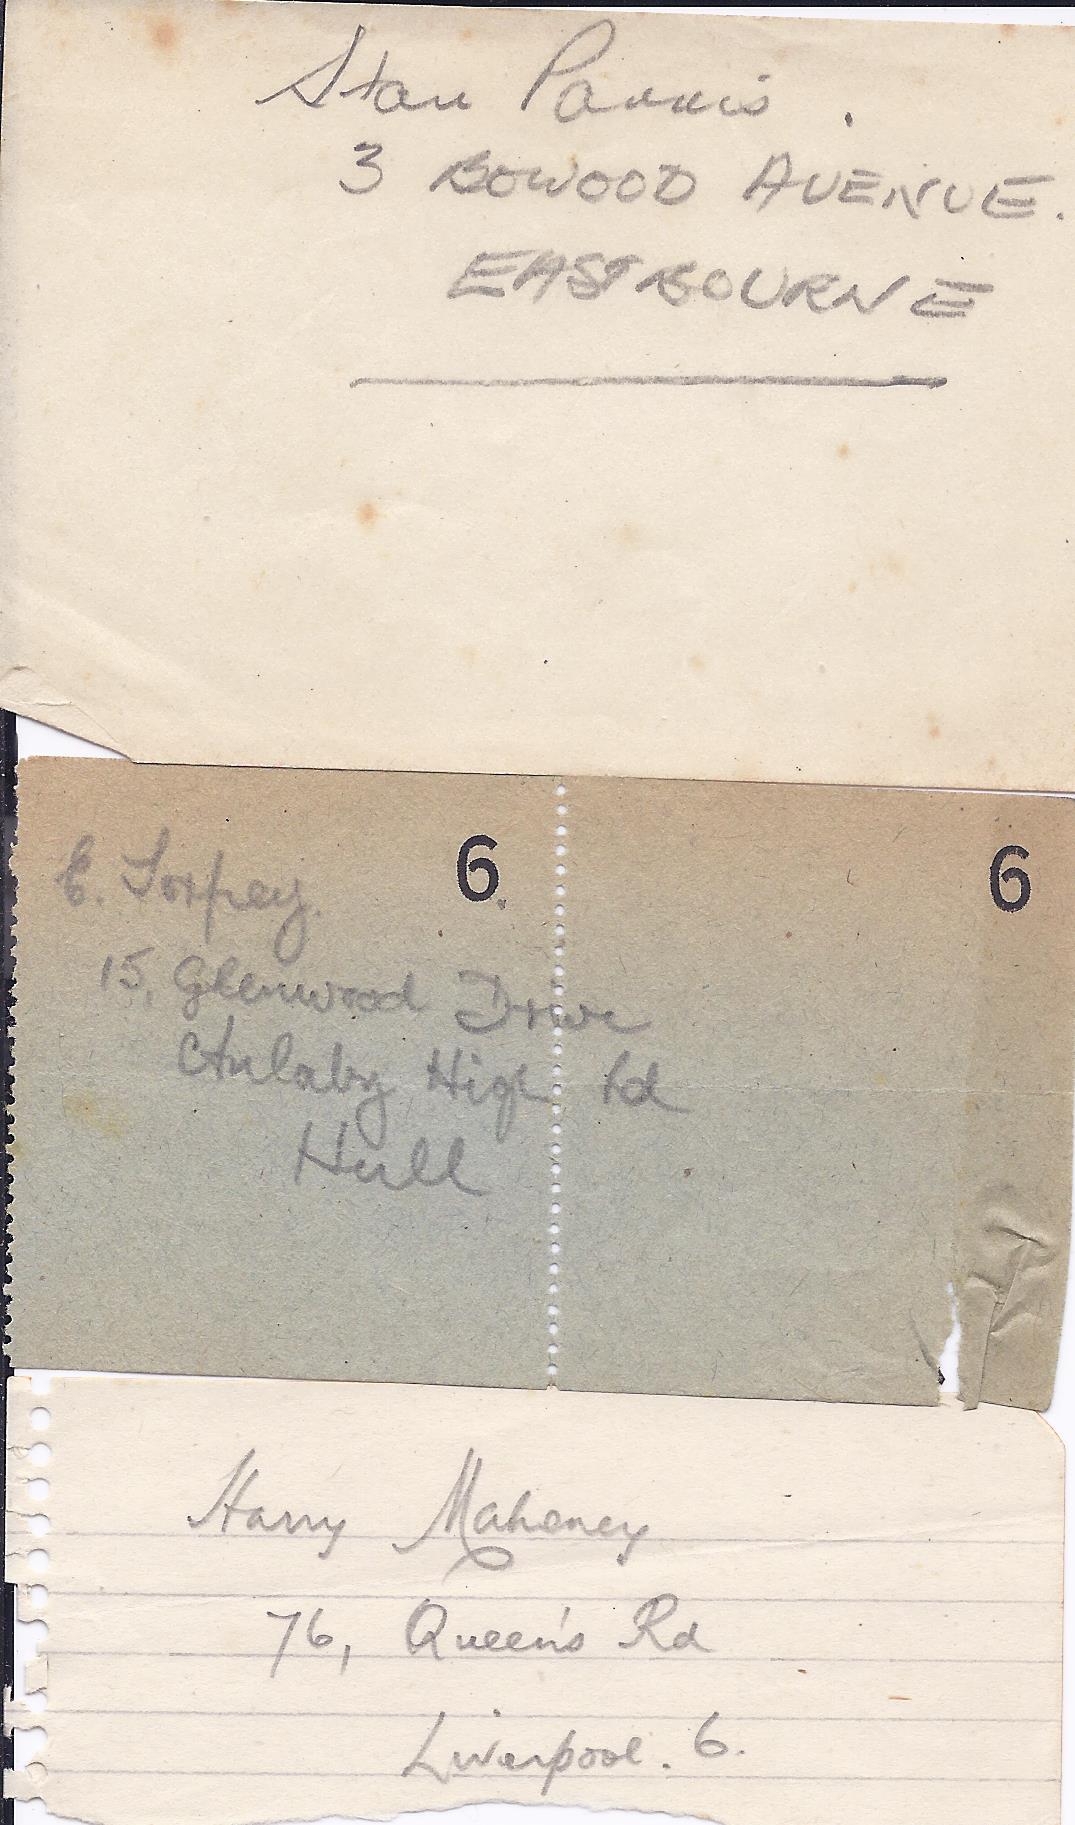 Stan Pannis.
3 BOWOOD AVENUE.
EASTBOURNE
6. 6
E. Torpey.
15, Glenwood Drive
Anlaby High Rd
Hull
Harry Mahoney
76, Queen's Rd
Liverpool. 6.